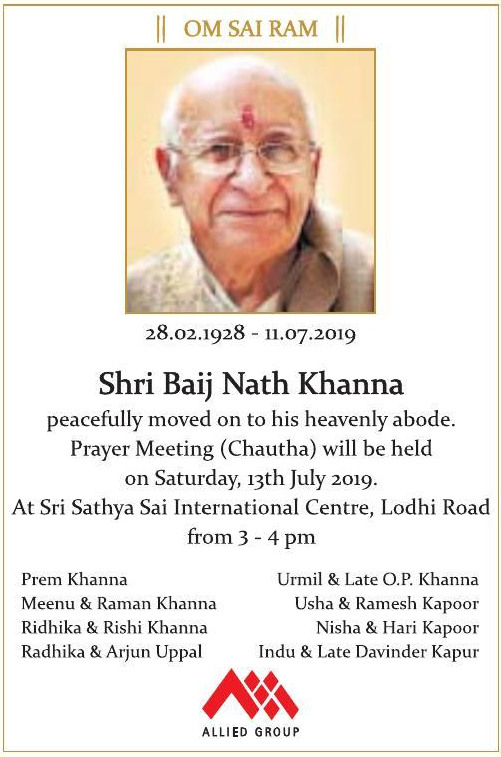 || OM SAI RAM ||
28.02.1928 - 11.07.2019
Shri Baij Nath Khanna
peacefully moved on to his heavenly abode.
Prayer Meeting (Chautha) will be held
on Saturday, 13th July 2019.
At Sri Sathya Sai International Centre, Lodhi Road
from 3 - 4 pm
Prem Khanna
Meenu & Raman Khanna
Ridhika & Rishi Khanna
Radhika & Arjun Uppal
Urmil & Late O.P. Khanna
Usha & Ramesh Kapoor
Nisha & Hari Kapoor
Indu & Late Davinder Kapur
ALLIED GROUP